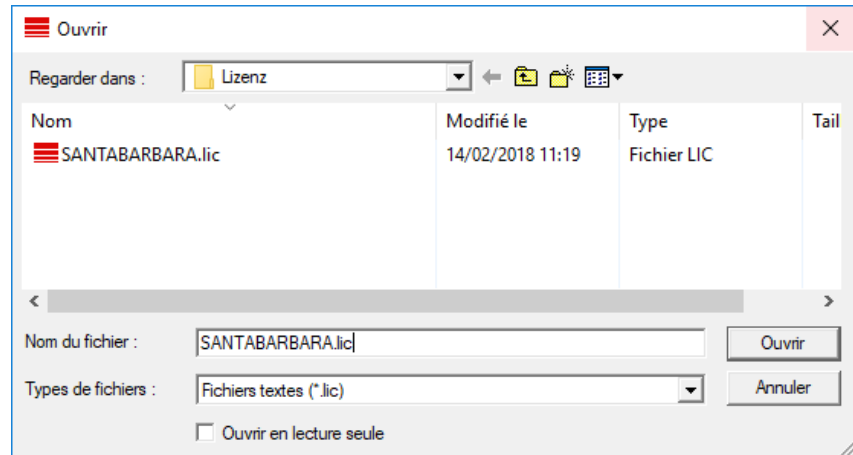 Ouvrir
Regarder dans :
Lizenz
Nom Modifié le Type Tail
SANTABARBARA.lic 14/02/2018 11:19 Fichier LIC
Nom du fichier : SANTABARBARA.lic Ouvrir
Types de fichiers : Fichiers textes (*.lic) Annuler
Ouvrir en lecture seule